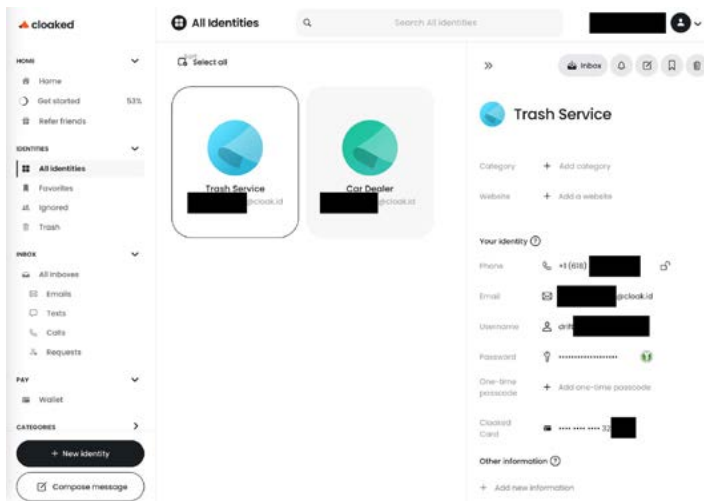 cloaked
All Identities
Search All identities
HOME
Home
Get started 53%
Refer friends
IDENTITIES
All identities
Favorites
Ignored
Trash
INBOX
All inboxes
Emails
Texts
Calls
Requests
PAY
Wallet
CATEGORIES
+ New identity
Compose message
Select all
Trash Service
@cloak.id
Car Dealer
@cloak.id
Inbox
Trash Service
Category + Add category
Website + Add a website
Your identity
Phone +1 (618)
Email @cloak.id
Username drift
Password ••••••••••••••••••••
One-time passcode + Add one-time passcode
Cloaked Card •••• •••• •••• 32
Other information
+ Add new information